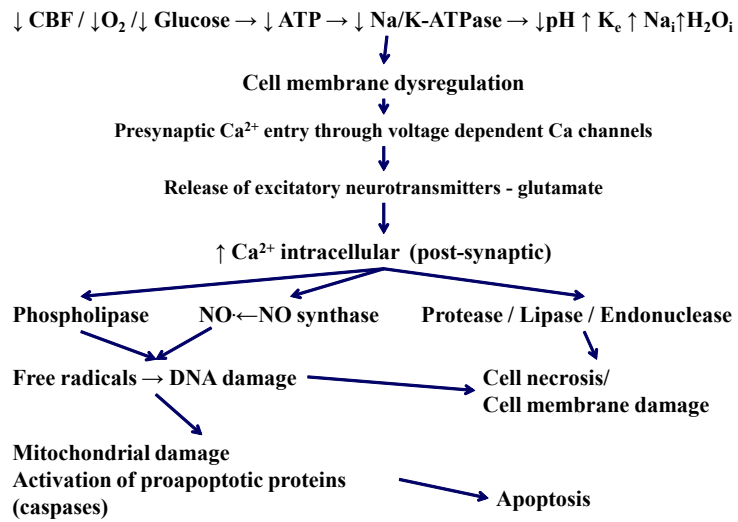 ↓ CBF / ↓O₂ /↓ Glucose → ↓ ATP → ↓ Na/K-ATPase → ↓pH ↑ Kₑ ↑ Naᵢ↑H₂Oᵢ
Cell membrane dysregulation
Presynaptic Ca²⁺ entry through voltage dependent Ca channels
Release of excitatory neurotransmitters - glutamate
↑ Ca²⁺ intracellular (post-synaptic)
Phospholipase NO·←NO synthase Protease / Lipase / Endonuclease
Free radicals → DNA damage Cell necrosis/
Cell membrane damage
Mitochondrial damage
Activation of proapoptotic proteins
(caspases) Apoptosis